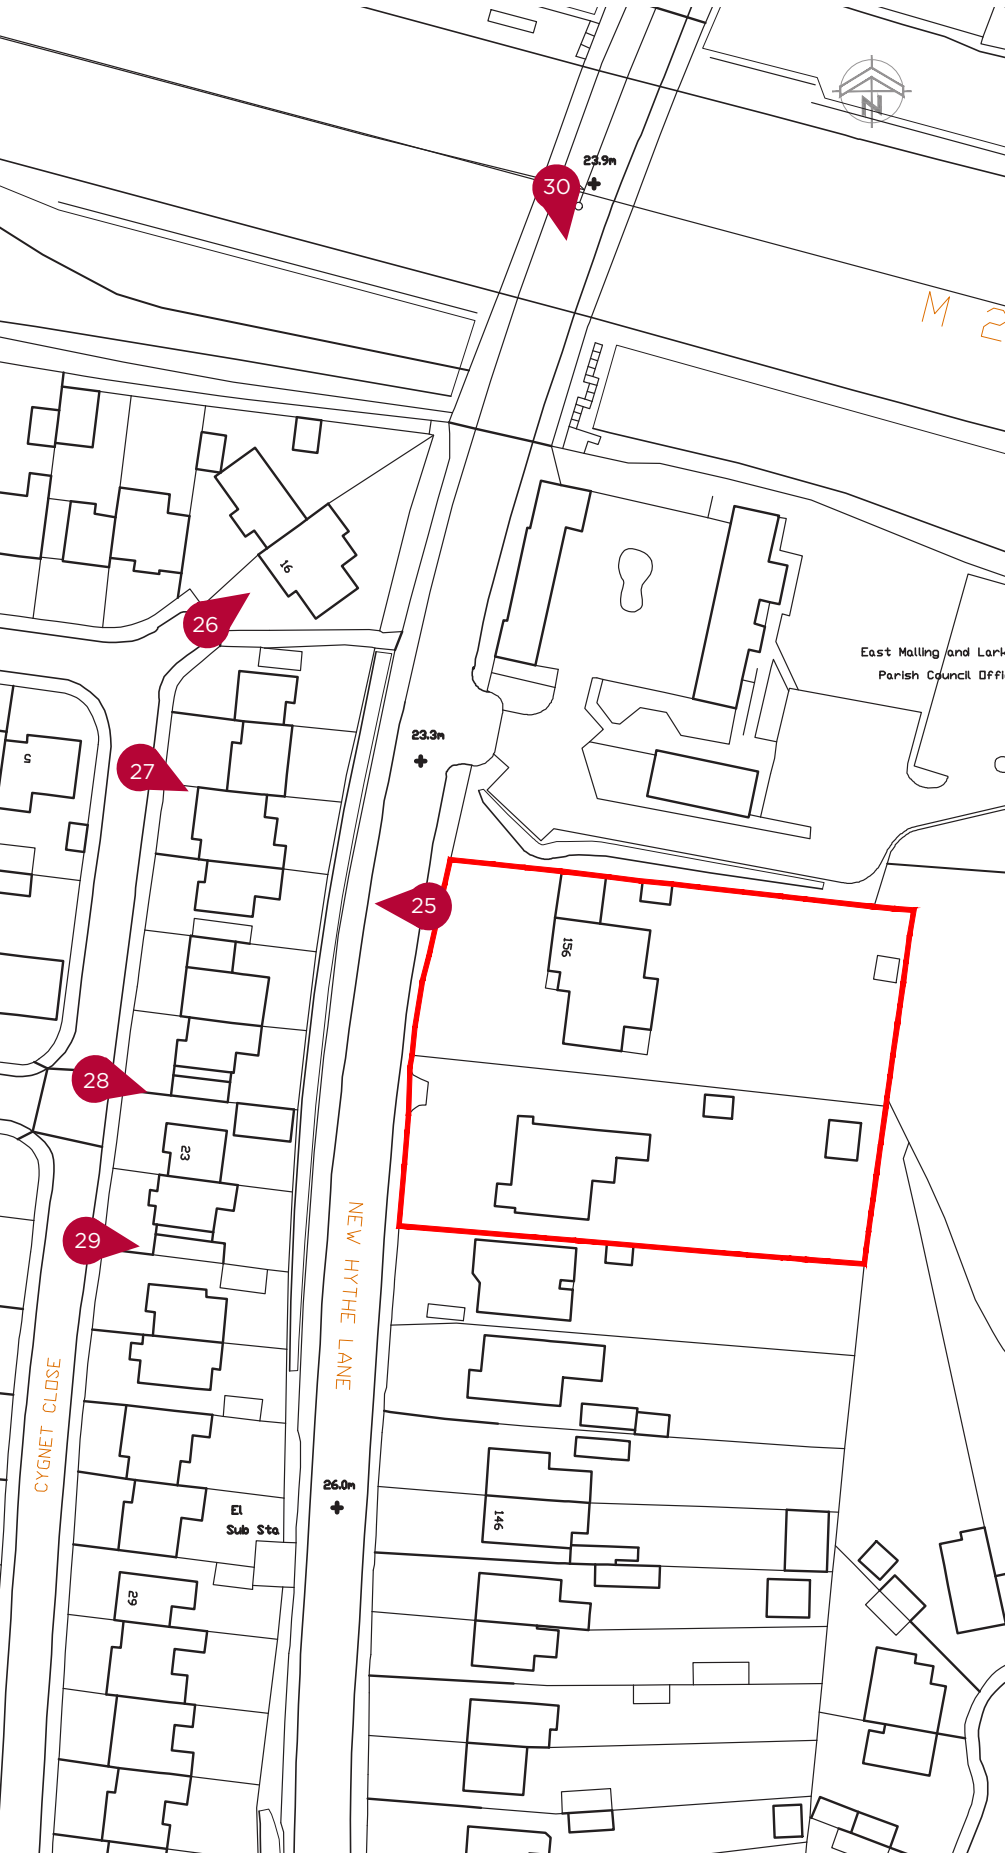 N
23.9m
30
M 2
16
26
East Malling and Lark
Parish Council Offi
23.3m
5
27
25
156
28
23
29
NEW HYTHE LANE
CYGNET CLOSE
26.0m
El
Sub Sta
146
29